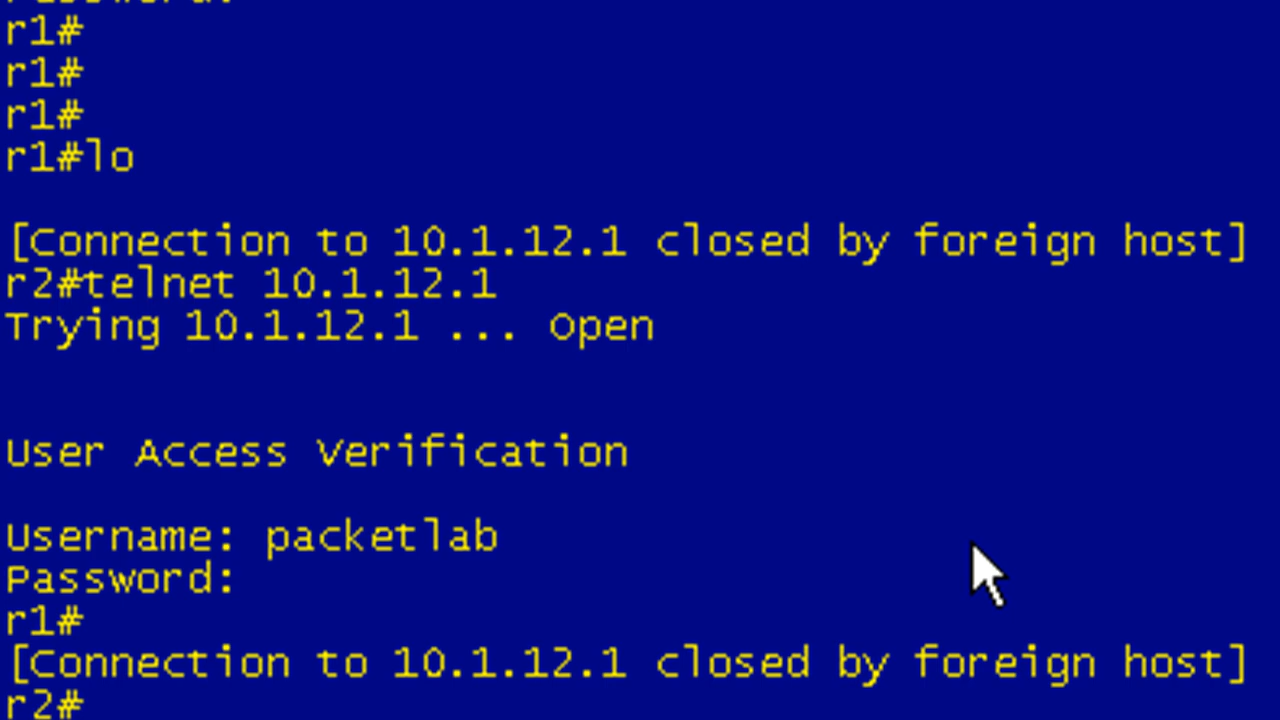 Password:
r1#
r1#
r1#
r1#lo
[Connection to 10.1.12.1 closed by foreign host]
r2#telnet 10.1.12.1
Trying 10.1.12.1 ... Open
User Access Verification
Username: packetlab
Password:
r1#
[Connection to 10.1.12.1 closed by foreign host]
r2#